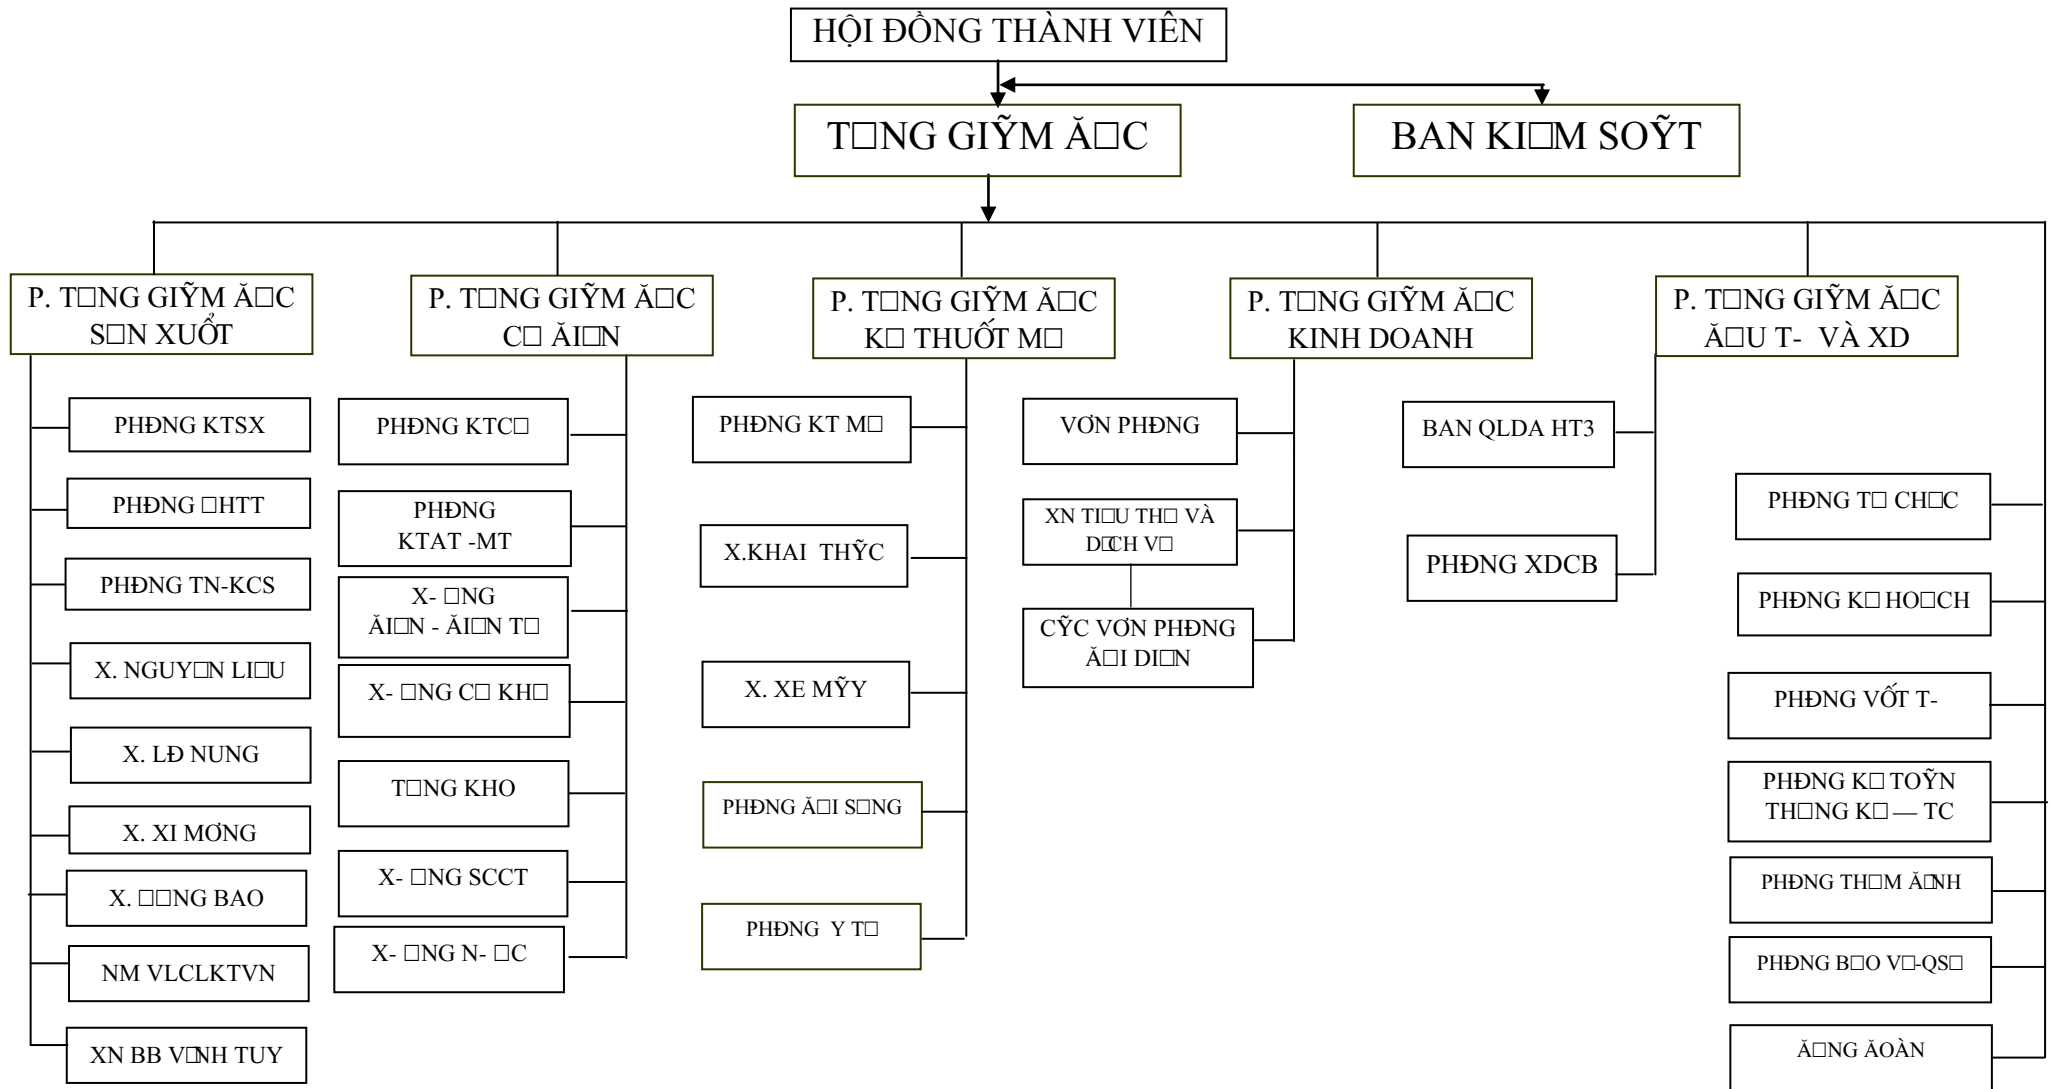 HỘI ĐỒNG THÀNH VIÊN
T□NG GIỸM Ă□C
BAN KI□M SOỸT
P. T□NG GIỸM Ă□C
S□N XUỔT
P. T□NG GIỸM Ă□C
C□ ĂI□N
P. T□NG GIỸM Ă□C
K□ THUỐT M□
P. T□NG GIỸM Ă□C
KINH DOANH
P. T□NG GIỸM Ă□C
Ă□U T- VÀ XD
PHĐNG KTSX
PHĐNG □HTT
PHĐNG TN-KCS
X. NGUY□N LI□U
X. LĐ NUNG
X. XI MƠNG
X. □□NG BAO
NM VLCLKTVN
XN BB V□NH TUY
PHĐNG KTC□
PHĐNG
KTAT -MT
X- □NG
ĂI□N - ĂI□N T□
X- □NG C□ KH□
T□NG KHO
X- □NG SCCT
X- □NG N- □C
PHĐNG KT M□
X.KHAI THỸC
X. XE MỸY
PHĐNG Ă□I S□NG
PHĐNG Y T□
VƠN PHĐNG
XN TI□U TH□ VÀ
D□CH V□
CỸC VƠN PHĐNG
Ă□I DI□N
BAN QLDA HT3
PHĐNG XDCB
PHĐNG T□ CH□C
PHĐNG K□ HO□CH
PHĐNG VỐT T-
PHĐNG K□ TOỸN
TH□NG K□ — TC
PHĐNG TH□M Ă□NH
PHĐNG B□O V□-QS□
Ă□NG ĂOÀN